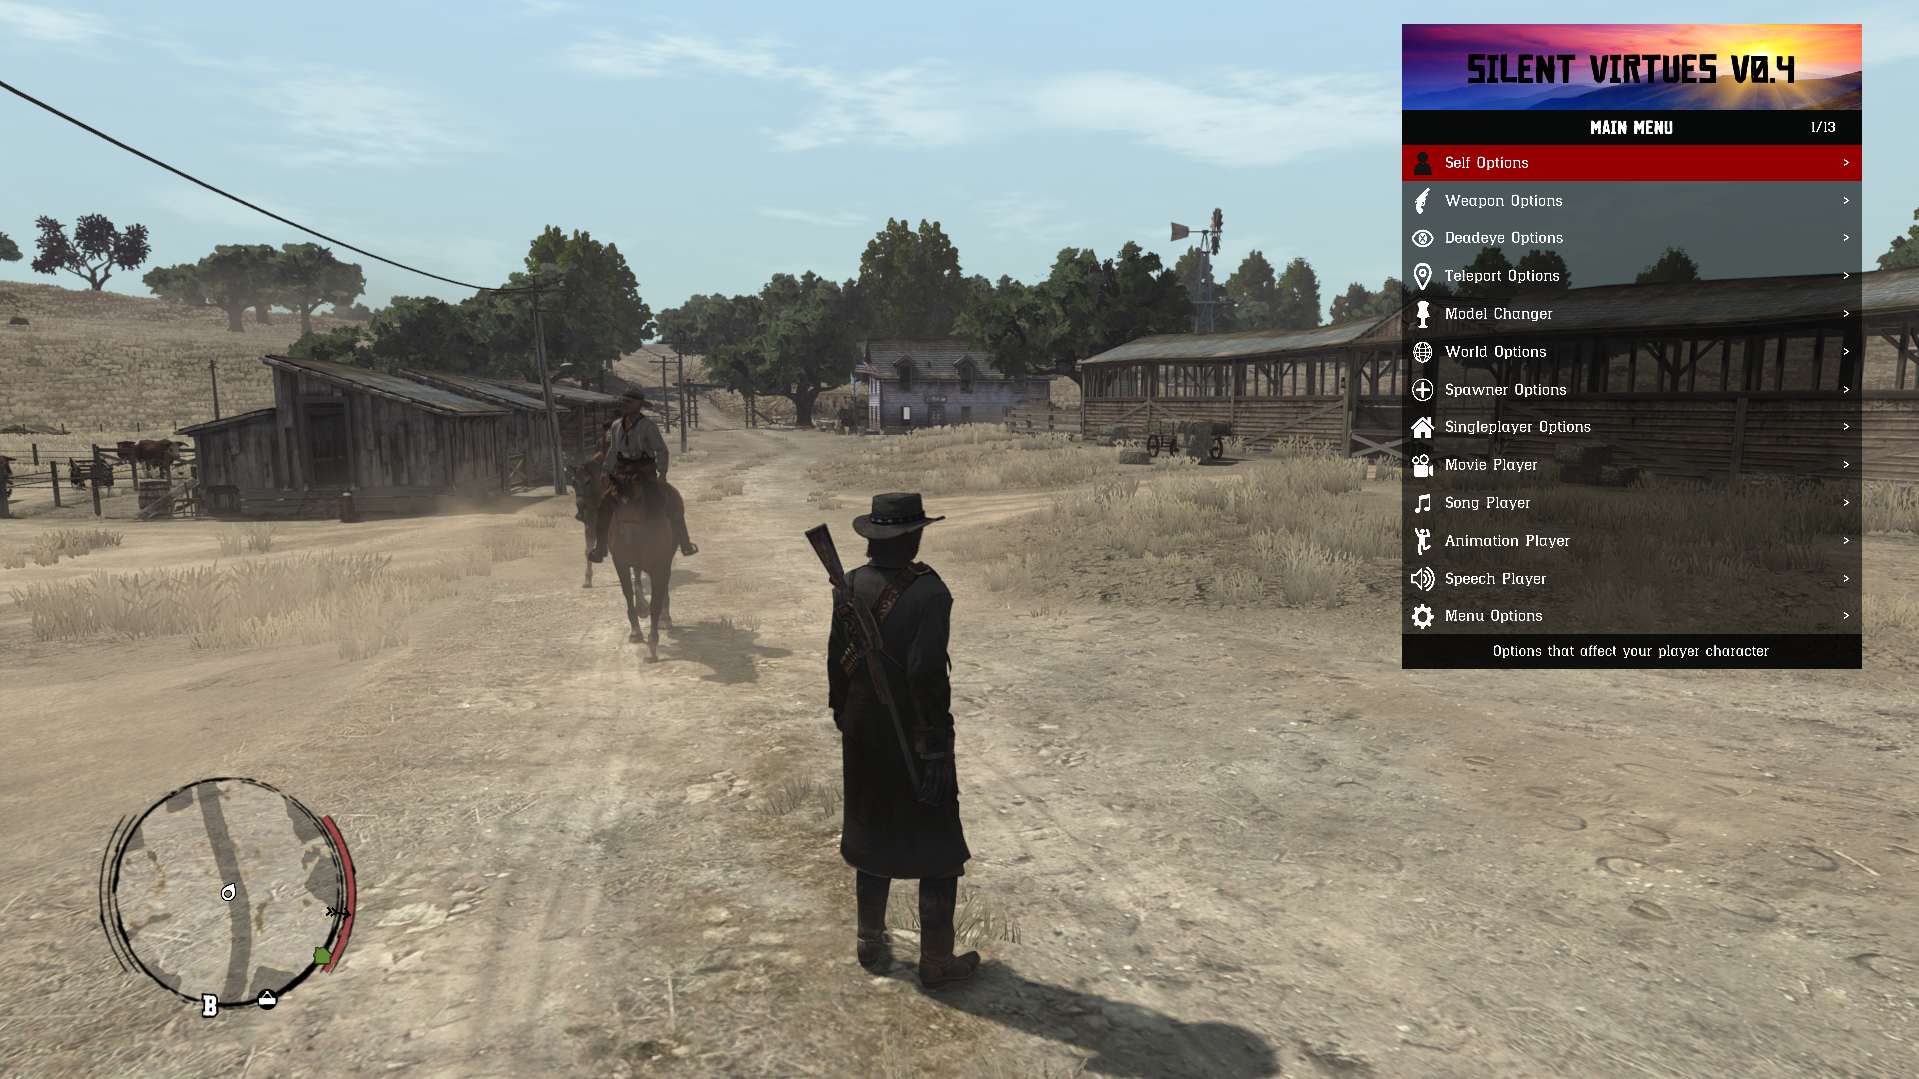 SILENT VIRTUES V0.4
MAIN MENU 1/13
Self Options >
Weapon Options >
Deadeye Options >
Teleport Options >
Model Changer >
World Options >
Spawner Options >
Singleplayer Options >
Movie Player >
Song Player >
Animation Player >
Speech Player >
Menu Options >
Options that affect your player character
B